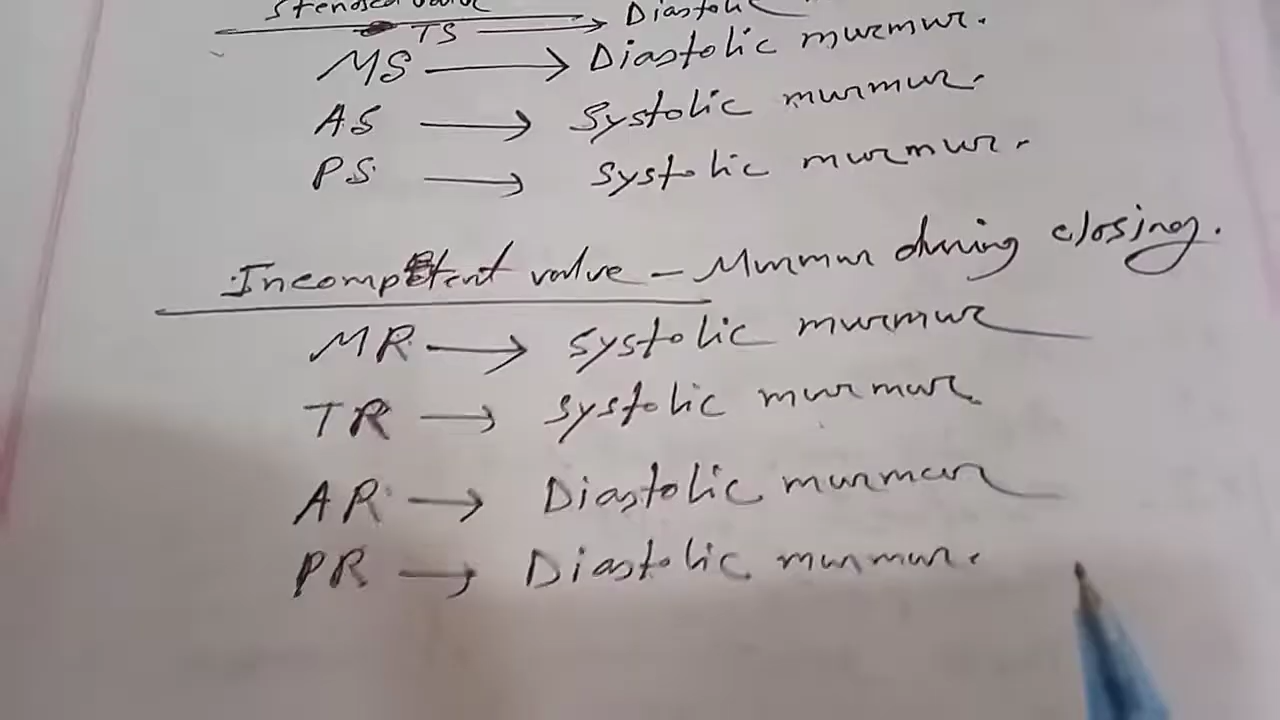 TS → Diastolic
MS → Diastolic murmur.
AS → Systolic murmur.
PS → Systolic murmur.
Incompetent valve - Murmur during closing.
MR → Systolic murmur
TR → Systolic murmur.
AR → Diastolic murmur
PR → Diastolic murmur.